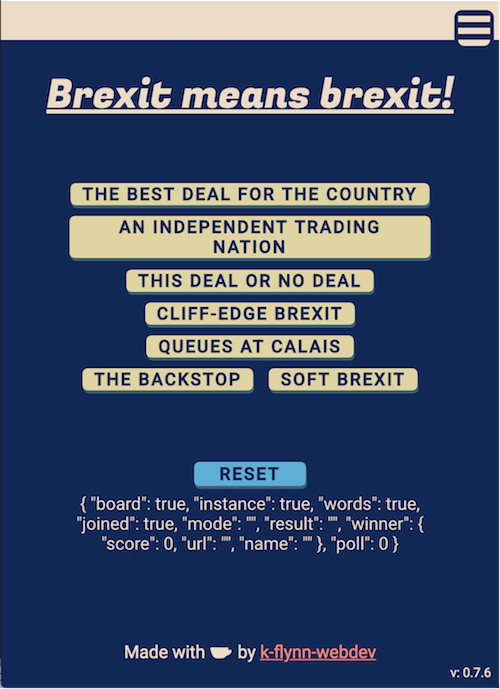 Brexit means brexit!
THE BEST DEAL FOR THE COUNTRY
AN INDEPENDENT TRADING
NATION
THIS DEAL OR NO DEAL
CLIFF-EDGE BREXIT
QUEUES AT CALAIS
THE BACKSTOP SOFT BREXIT
RESET
{ "board": true, "instance": true, "words": true,
"joined": true, "mode": "", "result": "", "winner": {
"score": 0, "url": "", "name": "" }, "poll": 0 }
Made with by k-flynn-webdev
v: 0.7.6